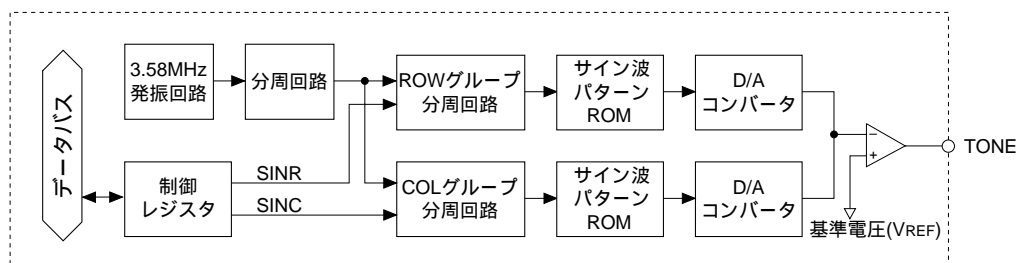 データバス
3.58MHz
発振回路
分周回路
ROWグループ
分周回路
サイン波
パターン
ROM
D/A
コンバータ
−
+
TONE
制御
レジスタ
SINR
SINC
COLグループ
分周回路
サイン波
パターン
ROM
D/A
コンバータ
基準電圧(VREF)